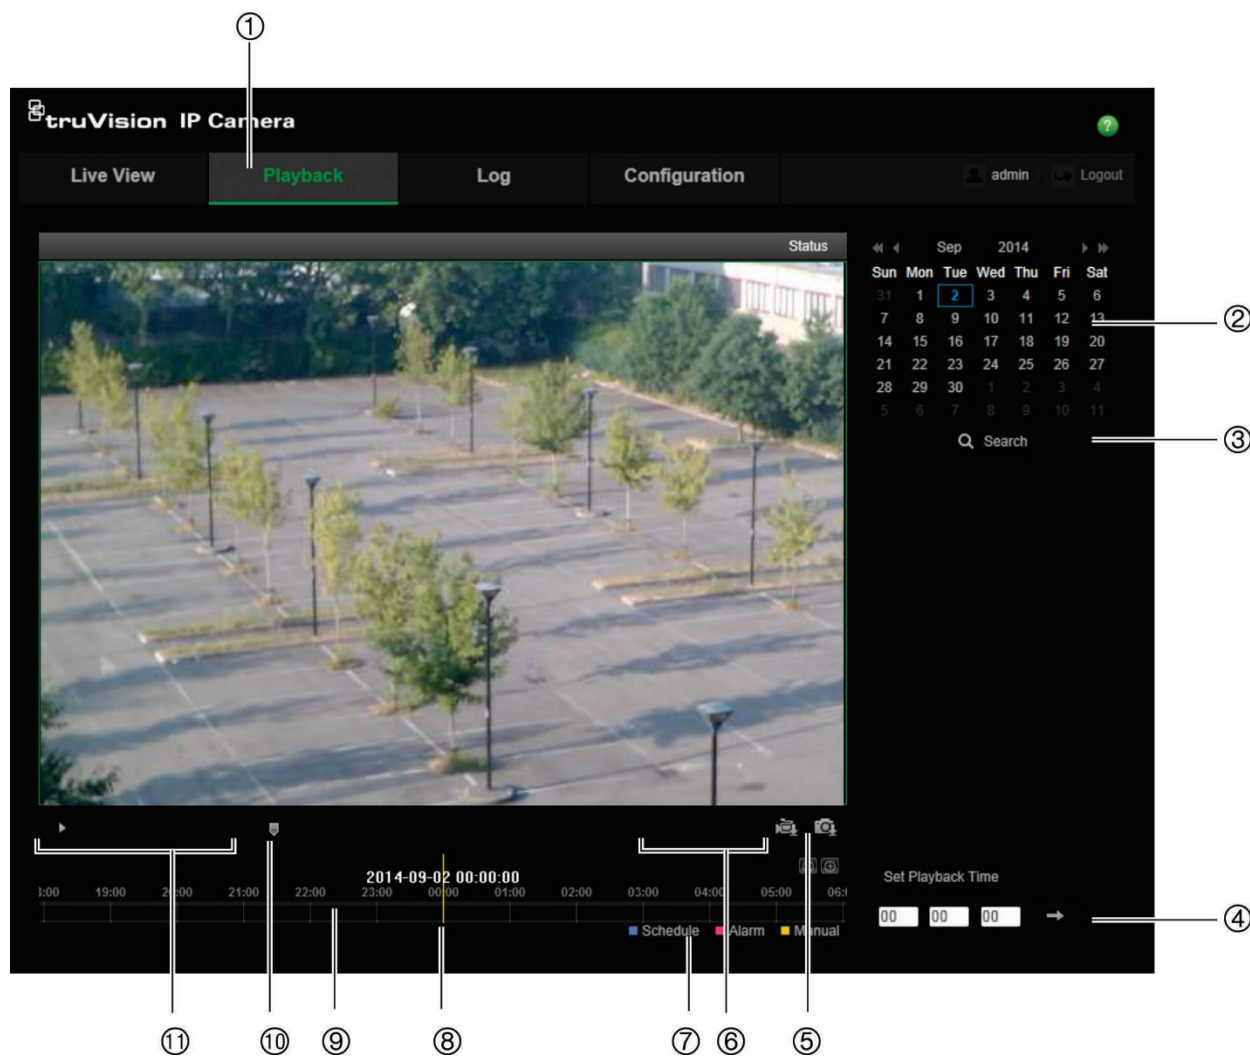 ①
truVision IP Camera
?
Live View Playback Log Configuration admin Logout
Status
Sep 2014
Sun Mon Tue Wed Thu Fri Sat
31 1 2 3 4 5 6
7 8 9 10 11 12 13
②
14 15 16 17 18 19 20
21 22 23 24 25 26 27
28 29 30 1 2 3 4
5 6 7 8 9 10 11
Search
③
2014-09-02 00:00:00
Set Playback Time
19:00 20:00 21:00 22:00 23:00 00:00 01:00 02:00 03:00 04:00 05:00
00 00 00
④
Schedule Alarm Manual
⑪ ⑩ ⑨ ⑧ ⑦ ⑥ ⑤